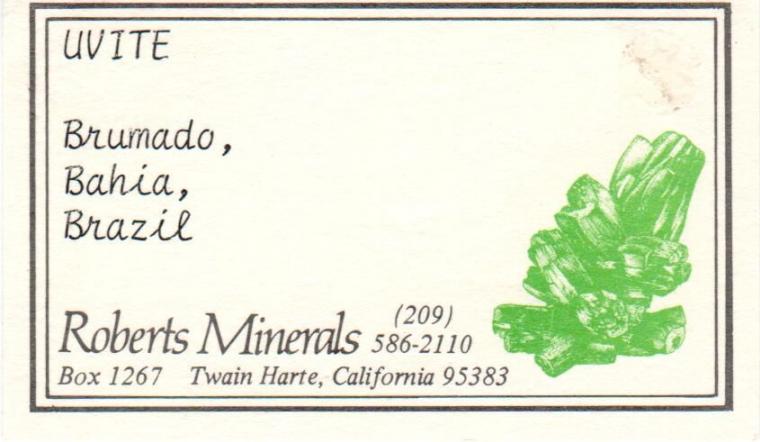 UVITE
Brumado,
Bahia,
Brazil
Roberts Minerals (209) 586-2110
Box 1267 Twain Harte, California 95383